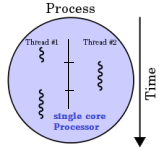 Process
Thread #1 Thread #2
Time
single core
Processor